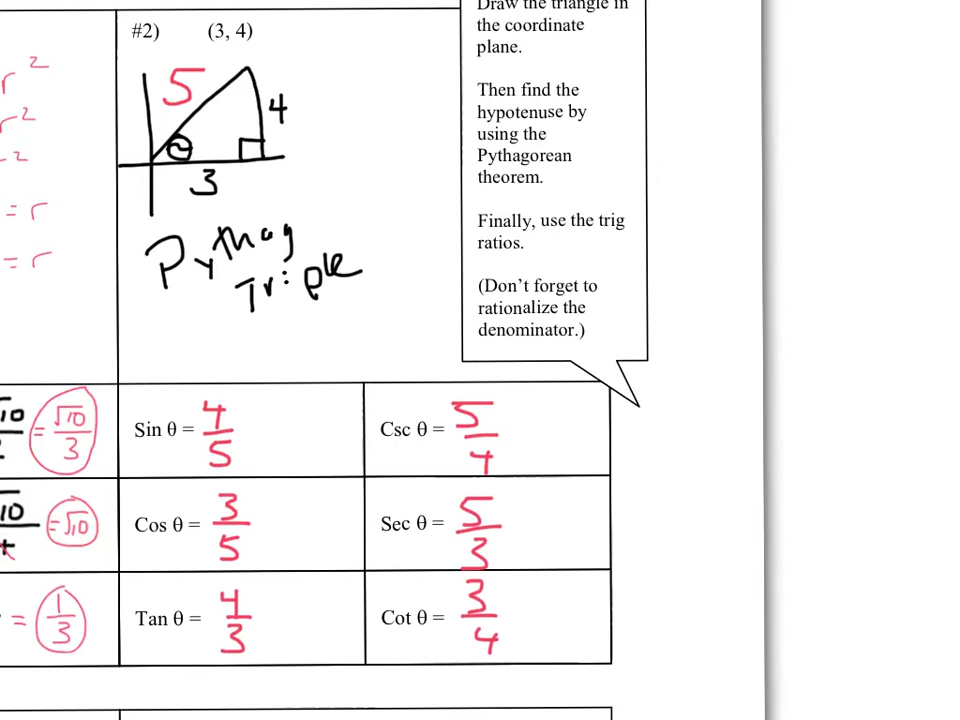 Draw the triangle in
the coordinate
plane.
Then find the
hypotenuse by
using the
Pythagorean
theorem.
Finally, use the trig
ratios.
(Don't forget to
rationalize the
denominator.)
r²
r²
2
= r
= r
#2) (3, 4)
5
4
θ
3
Pythag
Triple
= √10/3
Sin θ = 4/5
Csc θ = 5/4
= √10
Cos θ = 3/5
Sec θ = 5/3
= 1/3
Tan θ = 4/3
Cot θ = 3/4